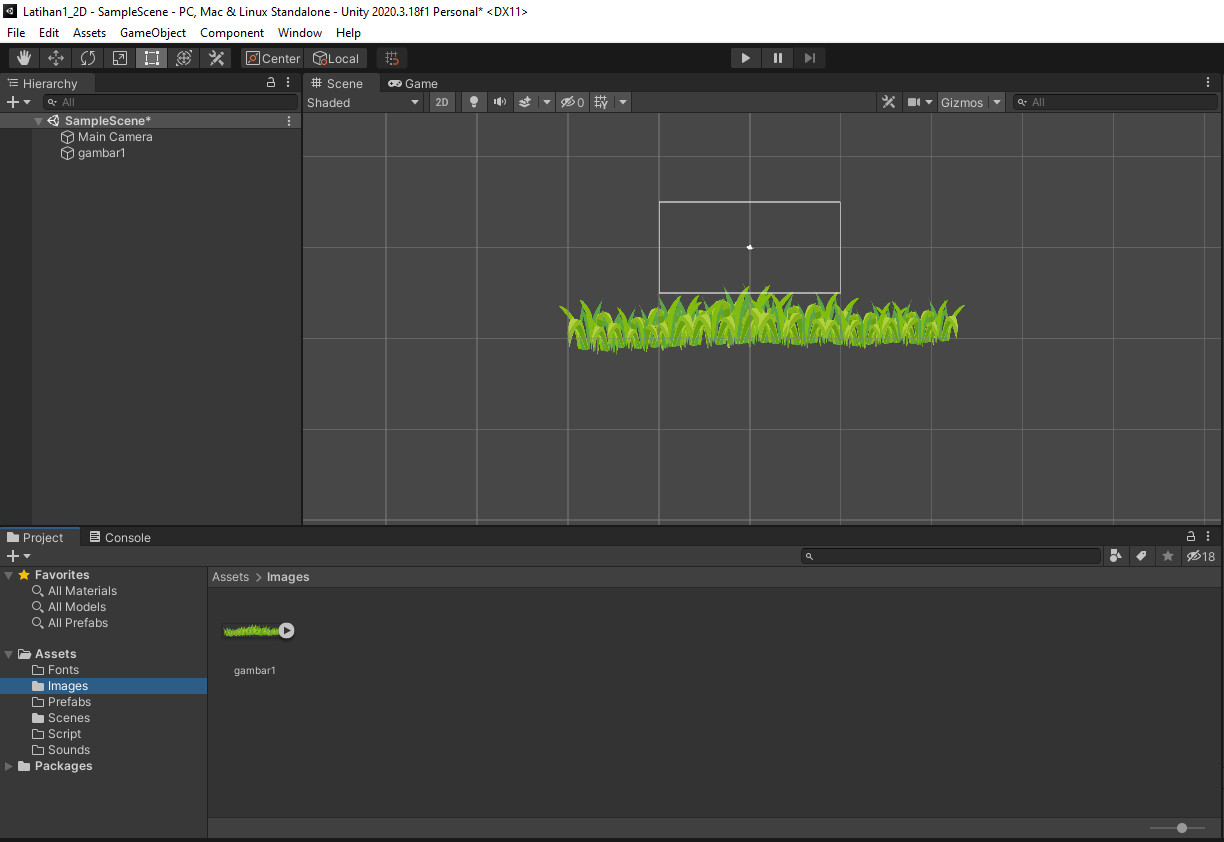 Latihan1_2D - SampleScene - PC, Mac & Linux Standalone - Unity 2020.3.18f1 Personal* <DX11>
File Edit Assets GameObject Component Window Help
Center Local
Hierarchy
All
SampleScene*
Main Camera
gambar1
Scene Game
Shaded 2D 0 Gizmos All
Project Console
18
Favorites
All Materials
All Models
All Prefabs
Assets
Fonts
Images
Prefabs
Scenes
Script
Sounds
Packages
Assets > Images
gambar1